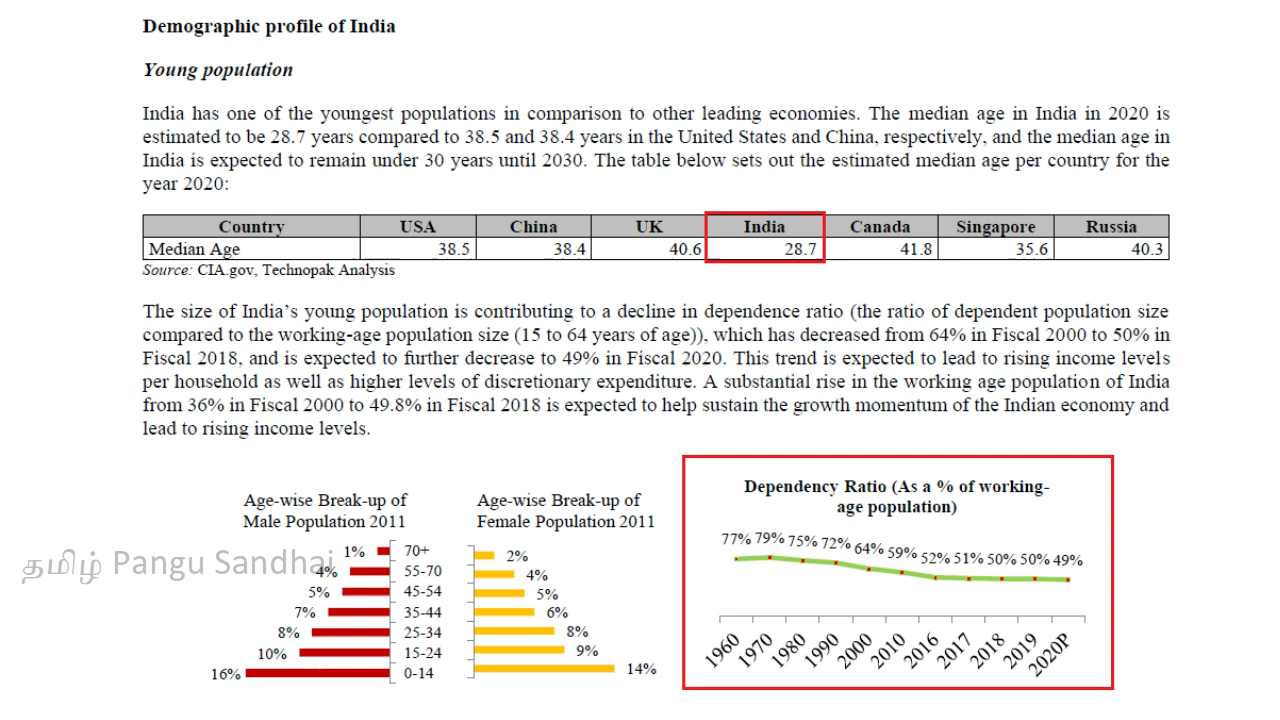 Demographic profile of India
Young population
India has one of the youngest populations in comparison to other leading economies. The median age in India in 2020 is
estimated to be 28.7 years compared to 38.5 and 38.4 years in the United States and China, respectively, and the median age in
India is expected to remain under 30 years until 2030. The table below sets out the estimated median age per country for the
year 2020:
Country USA China UK India Canada Singapore Russia
Median Age 38.5 38.4 40.6 28.7 41.8 35.6 40.3
Source: CIA.gov, Technopak Analysis
The size of India's young population is contributing to a decline in dependence ratio (the ratio of dependent population size
compared to the working-age population size (15 to 64 years of age)), which has decreased from 64% in Fiscal 2000 to 50% in
Fiscal 2018, and is expected to further decrease to 49% in Fiscal 2020. This trend is expected to lead to rising income levels
per household as well as higher levels of discretionary expenditure. A substantial rise in the working age population of India
from 36% in Fiscal 2000 to 49.8% in Fiscal 2018 is expected to help sustain the growth momentum of the Indian economy and
lead to rising income levels.
Age-wise Break-up of
Male Population 2011
1% 70+
4% 55-70
5% 45-54
7% 35-44
8% 25-34
10% 15-24
16% 0-14
Age-wise Break-up of
Female Population 2011
2%
4%
5%
6%
8%
9%
14%
Dependency Ratio (As a % of working-
age population)
77% 79% 75% 72% 64% 59% 52% 51% 50% 50% 49%
1960 1970 1980 1990 2000 2010 2016 2017 2018 2019 2020P
தமிழ் Pangu Sandhai